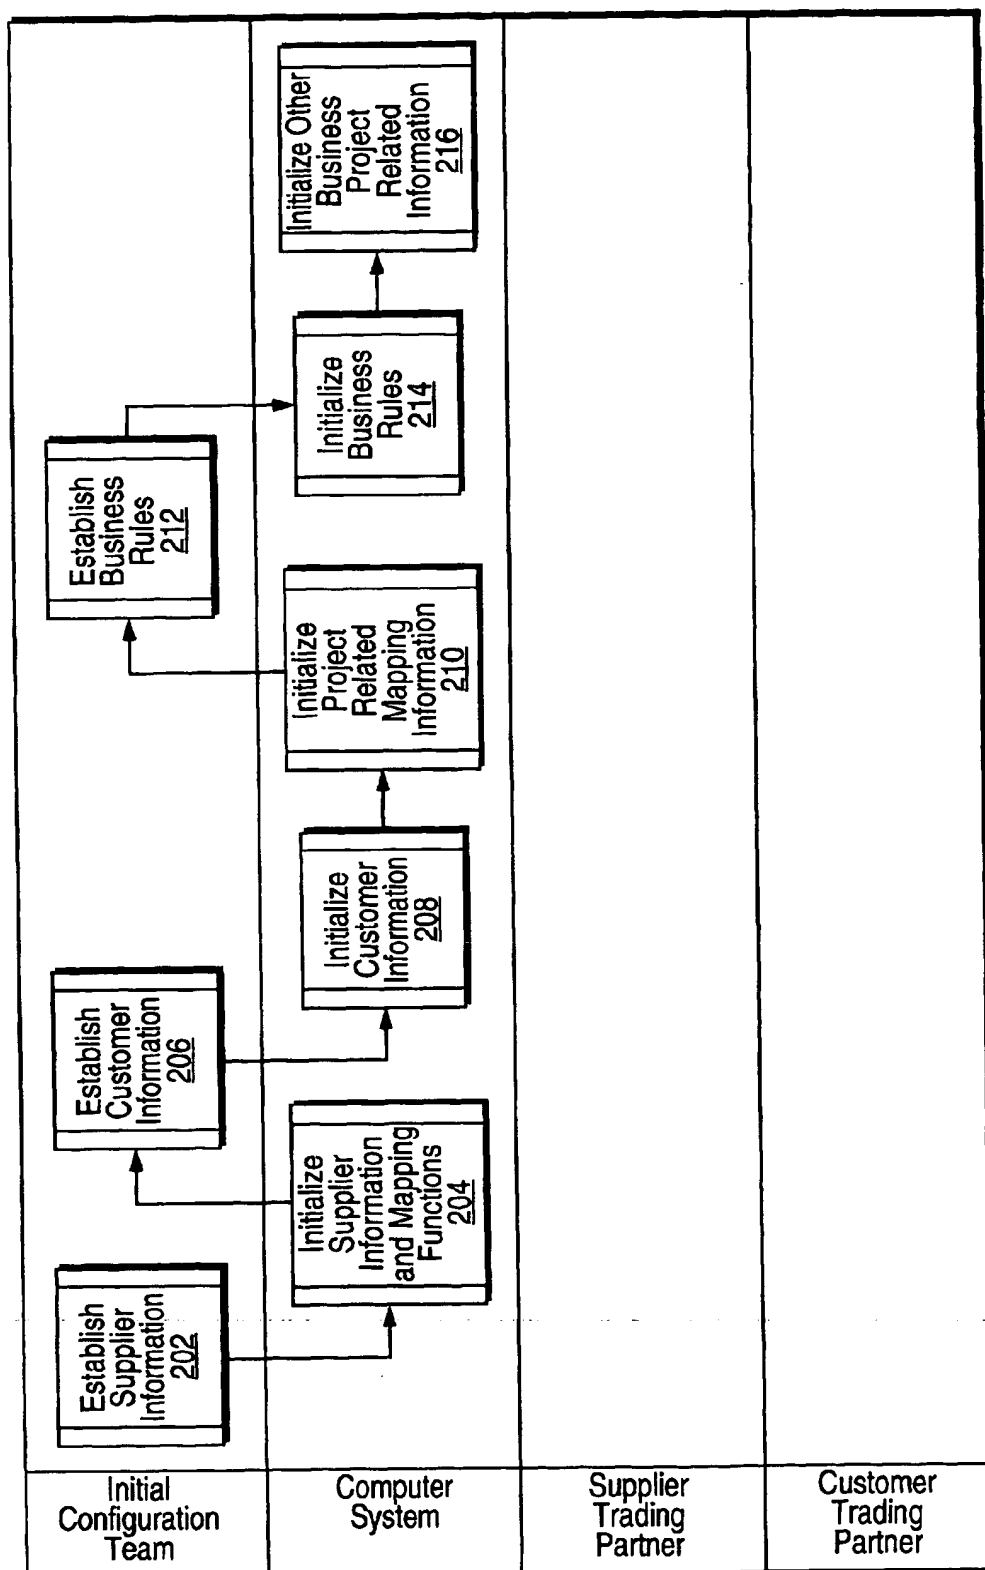 Establish
Supplier
Information
202
Initialize
Supplier
Information
and Mapping
Functions
204
Establish
Customer
Information
206
Initialize
Customer
Information
208
Initialize
Project
Related
Mapping
Information
210
Establish
Business
Rules
212
Initialize
Business
Rules
214
Initialize Other
Business
Project
Related
Information
216
Initial
Configuration
Team
Computer
System
Supplier
Trading
Partner
Customer
Trading
Partner